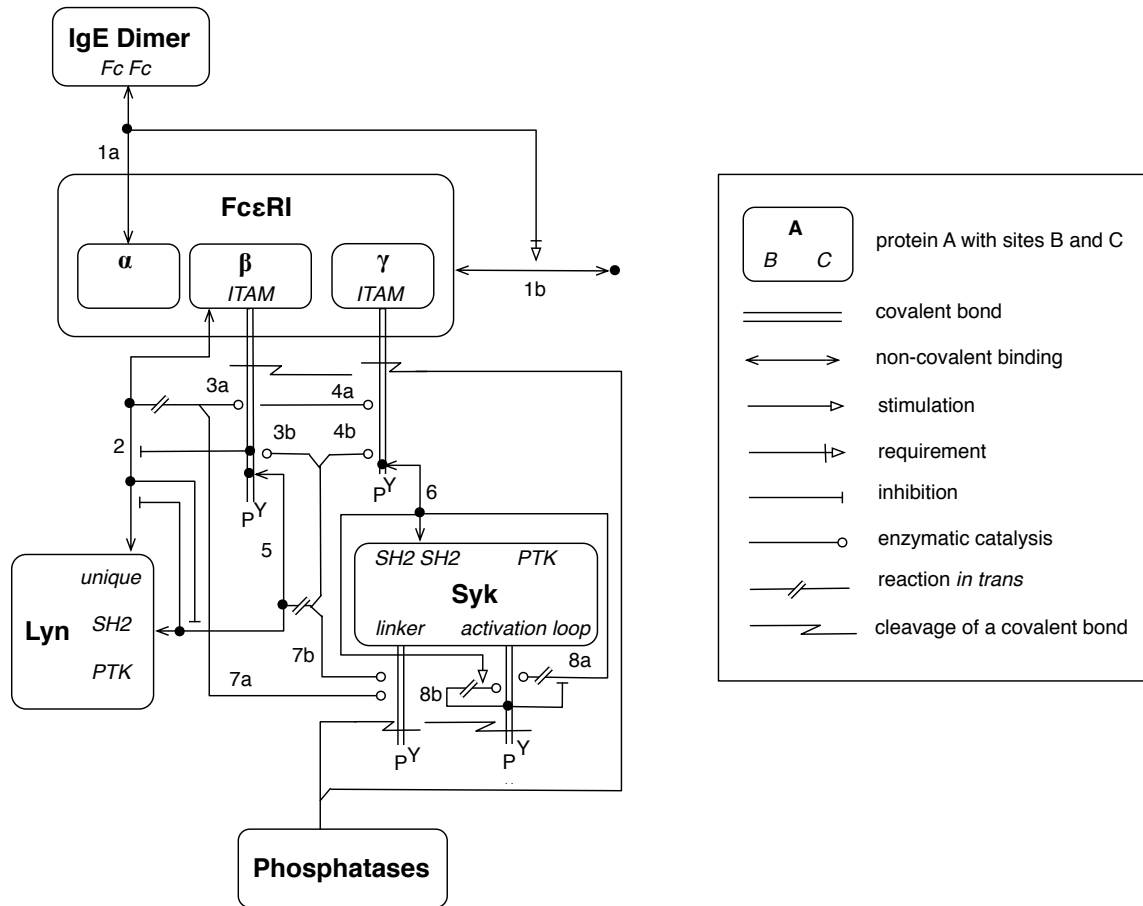 IgE Dimer
Fc Fc
1a
FcεRI
α
β
γ
ITAM
ITAM
1b
3a
4a
2
3b
4b
P Y
P Y
6
5
unique
Lyn
SH2
PTK
SH2 SH2
PTK
Syk
linker
activation loop
7b
8a
7a
8b
P Y
P Y
Phosphatases
A
B
C
protein A with sites B and C
covalent bond
non-covalent binding
stimulation
requirement
inhibition
enzymatic catalysis
reaction in trans
cleavage of a covalent bond